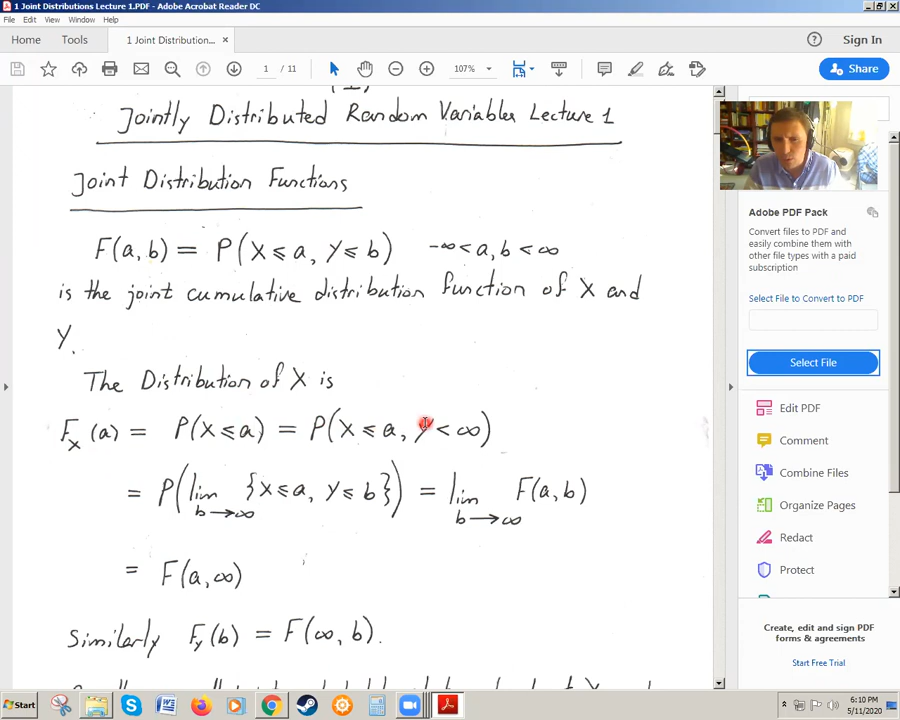 1 Joint Distributions Lecture 1.PDF - Adobe Acrobat Reader DC
File Edit View Window Help
Home Tools 1 Joint Distribution... × Sign In
1 / 11 107% Share
Jointly Distributed Random Variables Lecture 1
Joint Distribution Functions
F(a,b) = P(X ≤ a, Y ≤ b) -∞ < a, b < ∞
is the joint cumulative distribution function of X and
Y.
The Distribution of X is
F_X (a) = P(X ≤ a) = P(X ≤ a, Y < ∞)
= P(lim_{b→∞} {X ≤ a, Y ≤ b}) = lim_{b→∞} F(a,b)
= F(a,∞)
Similarly F_Y(b) = F(∞, b).
Adobe PDF Pack
Convert files to PDF and
easily combine them with
other file types with a paid
subscription
Select File to Convert to PDF
Select File
Edit PDF
Comment
Combine Files
Organize Pages
Redact
Protect
Create, edit and sign PDF
forms & agreements
Start Free Trial
Start
6:10 PM
5/11/2020